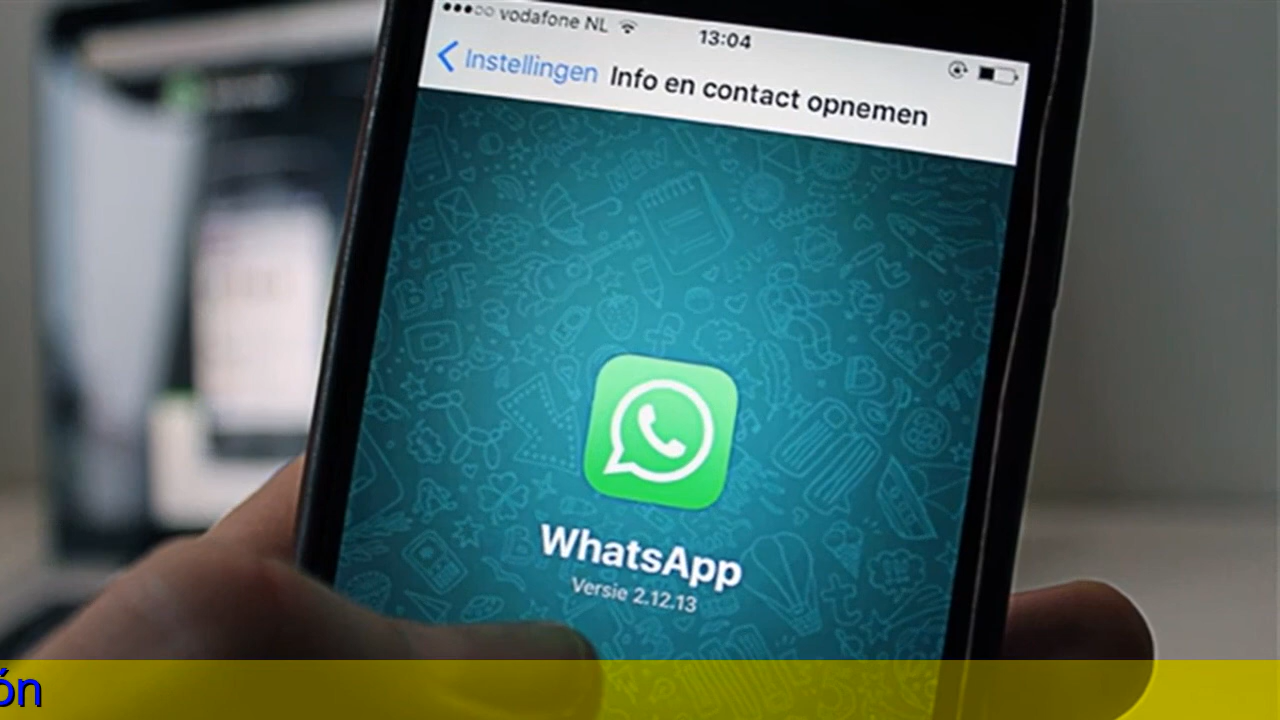 vodafone NL 13:04
Instellingen Info en contact opnemen
WhatsApp
Versie 2.12.13
ón